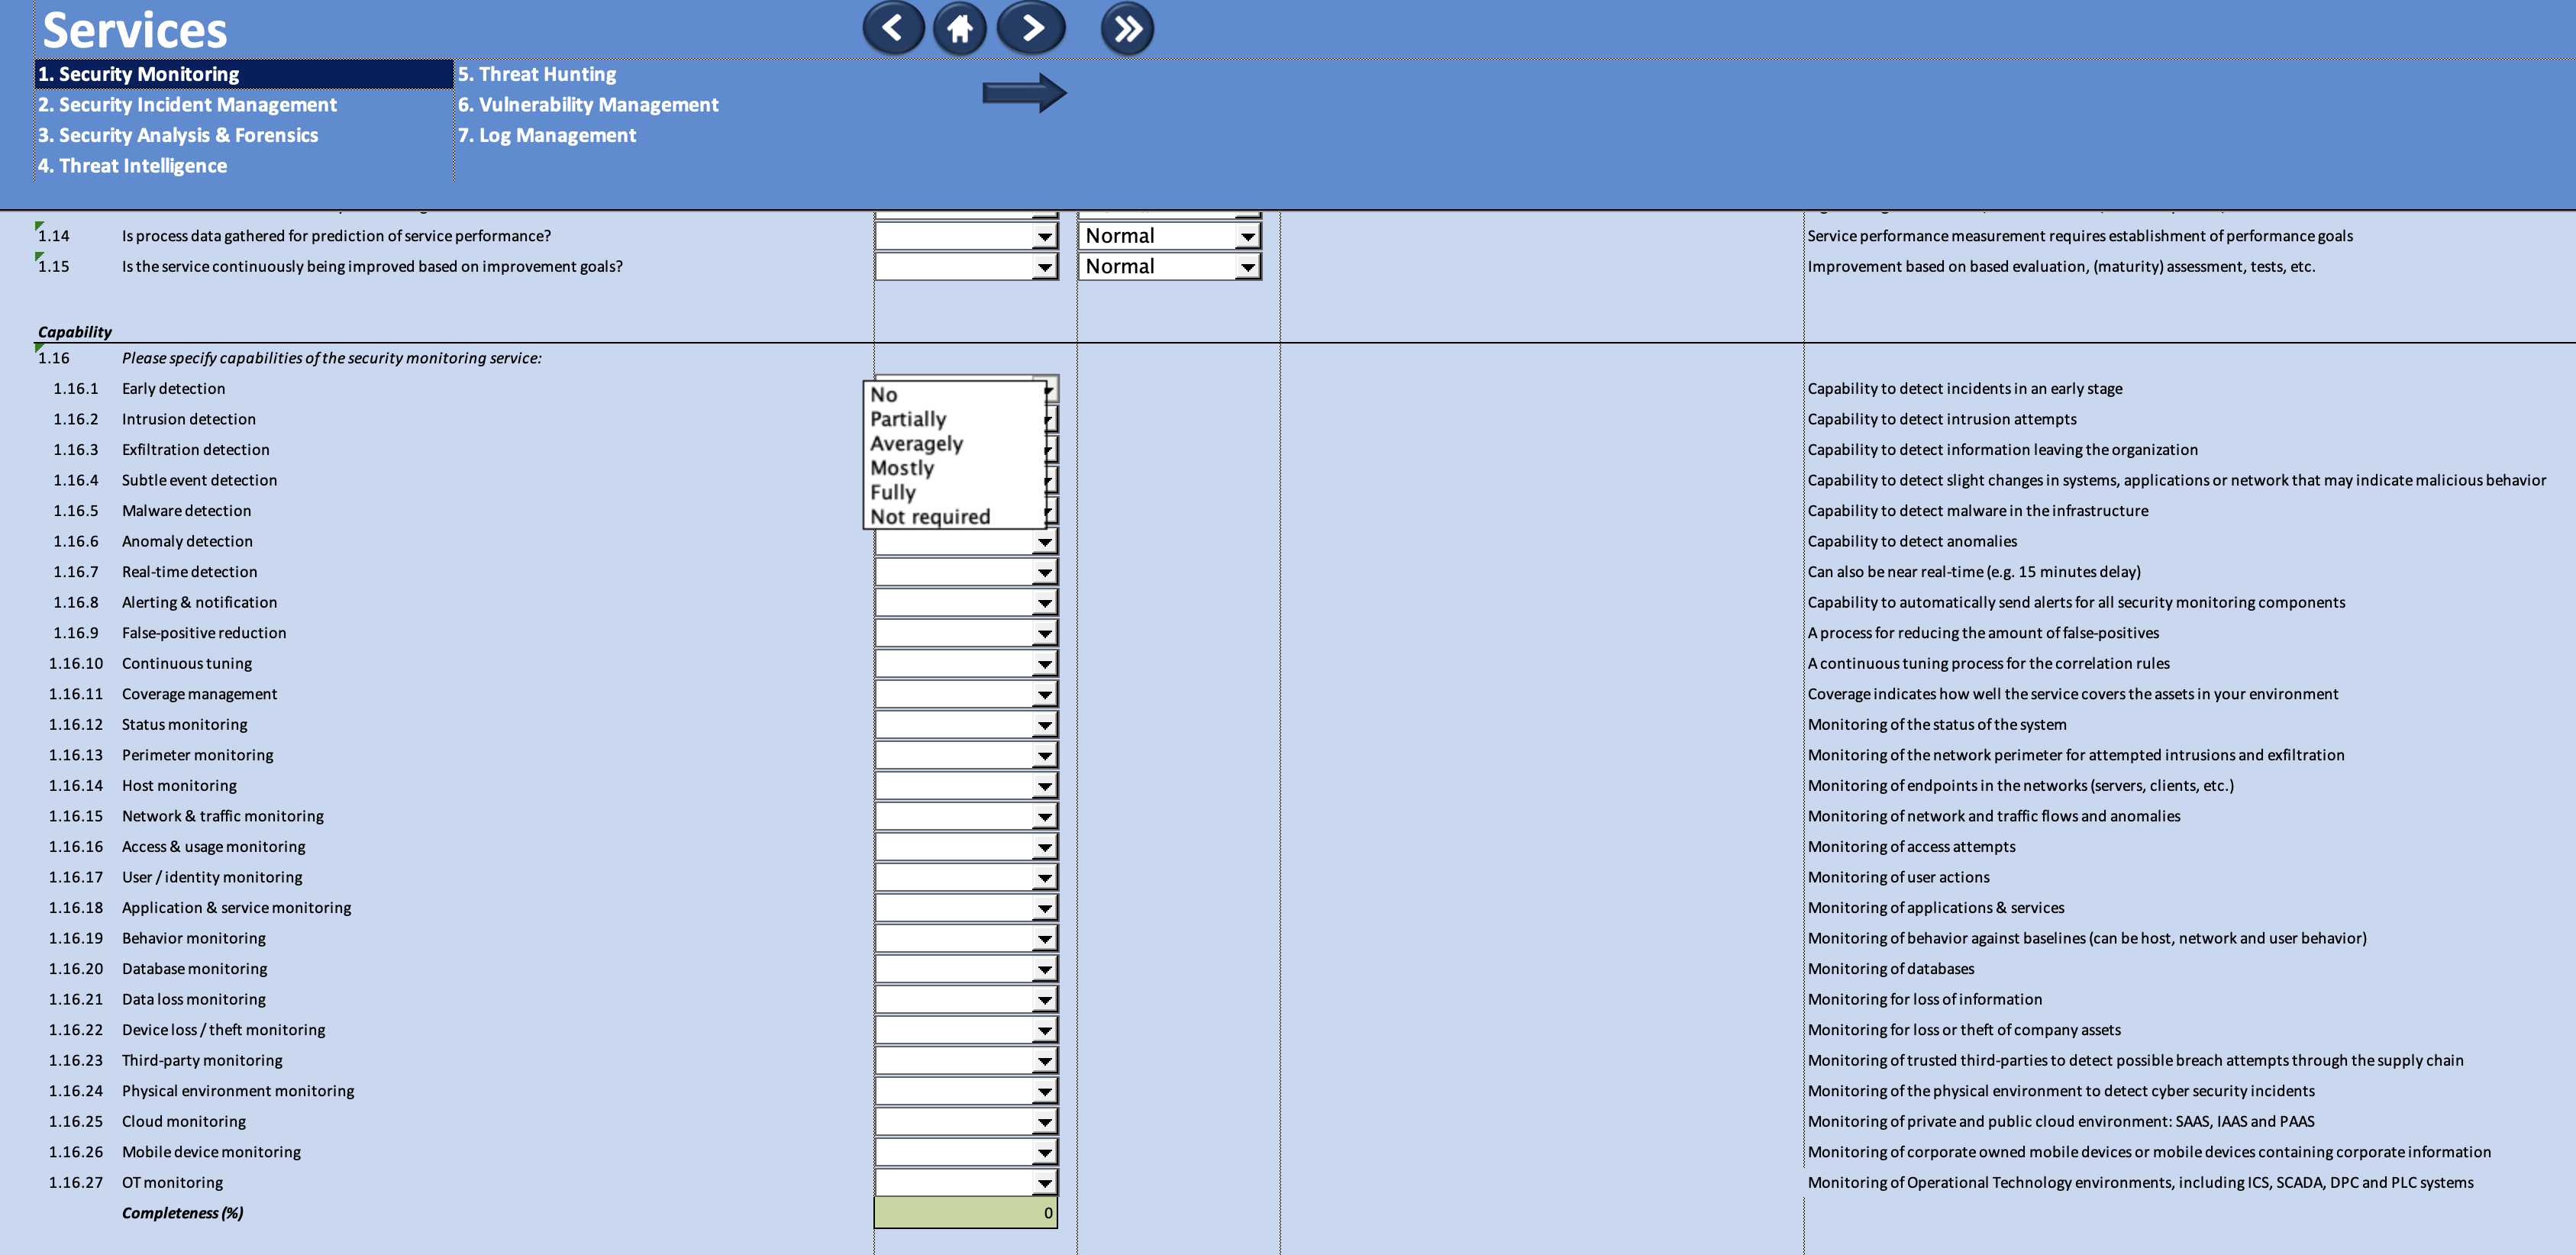 Services
1. Security Monitoring
2. Security Incident Management
3. Security Analysis & Forensics
4. Threat Intelligence
5. Threat Hunting
6. Vulnerability Management
7. Log Management
1.14 Is process data gathered for prediction of service performance? Normal Service performance measurement requires establishment of performance goals
1.15 Is the service continuously being improved based on improvement goals? Normal Improvement based on based evaluation, (maturity) assessment, tests, etc.
Capability
1.16 Please specify capabilities of the security monitoring service:
1.16.1 Early detection No Capability to detect incidents in an early stage
1.16.2 Intrusion detection Partially Capability to detect intrusion attempts
1.16.3 Exfiltration detection Averagely Capability to detect information leaving the organization
1.16.4 Subtle event detection Mostly Capability to detect slight changes in systems, applications or network that may indicate malicious behavior
Fully
1.16.5 Malware detection Not required Capability to detect malware in the infrastructure
1.16.6 Anomaly detection Capability to detect anomalies
1.16.7 Real-time detection Can also be near real-time (e.g. 15 minutes delay)
1.16.8 Alerting & notification Capability to automatically send alerts for all security monitoring components
1.16.9 False-positive reduction A process for reducing the amount of false-positives
1.16.10 Continuous tuning A continuous tuning process for the correlation rules
1.16.11 Coverage management Coverage indicates how well the service covers the assets in your environment
1.16.12 Status monitoring Monitoring of the status of the system
1.16.13 Perimeter monitoring Monitoring of the network perimeter for attempted intrusions and exfiltration
1.16.14 Host monitoring Monitoring of endpoints in the networks (servers, clients, etc.)
1.16.15 Network & traffic monitoring Monitoring of network and traffic flows and anomalies
1.16.16 Access & usage monitoring Monitoring of access attempts
1.16.17 User / identity monitoring Monitoring of user actions
1.16.18 Application & service monitoring Monitoring of applications & services
1.16.19 Behavior monitoring Monitoring of behavior against baselines (can be host, network and user behavior)
1.16.20 Database monitoring Monitoring of databases
1.16.21 Data loss monitoring Monitoring for loss of information
1.16.22 Device loss / theft monitoring Monitoring for loss or theft of company assets
1.16.23 Third-party monitoring Monitoring of trusted third-parties to detect possible breach attempts through the supply chain
1.16.24 Physical environment monitoring Monitoring of the physical environment to detect cyber security incidents
1.16.25 Cloud monitoring Monitoring of private and public cloud environment: SAAS, IAAS and PAAS
1.16.26 Mobile device monitoring Monitoring of corporate owned mobile devices or mobile devices containing corporate information
1.16.27 OT monitoring Monitoring of Operational Technology environments, including ICS, SCADA, DPC and PLC systems
Completeness (%) 0